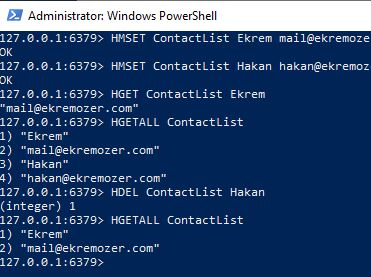 Administrator: Windows PowerShell
127.0.0.1:6379> HMSET ContactList Ekrem mail@ekremozer
OK
127.0.0.1:6379> HMSET ContactList Hakan hakan@ekremoz
OK
127.0.0.1:6379> HGET ContactList Ekrem
"mail@ekremozer.com"
127.0.0.1:6379> HGETALL ContactList
1) "Ekrem"
2) "mail@ekremozer.com"
3) "Hakan"
4) "hakan@ekremozer.com"
127.0.0.1:6379> HDEL ContactList Hakan
(integer) 1
127.0.0.1:6379> HGETALL ContactList
1) "Ekrem"
2) "mail@ekremozer.com"
127.0.0.1:6379>